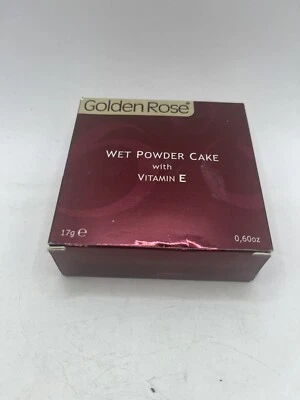 Golden Rose®
WET POWDER CAKE
with
VITAMIN E
17g ℮
0,60oz